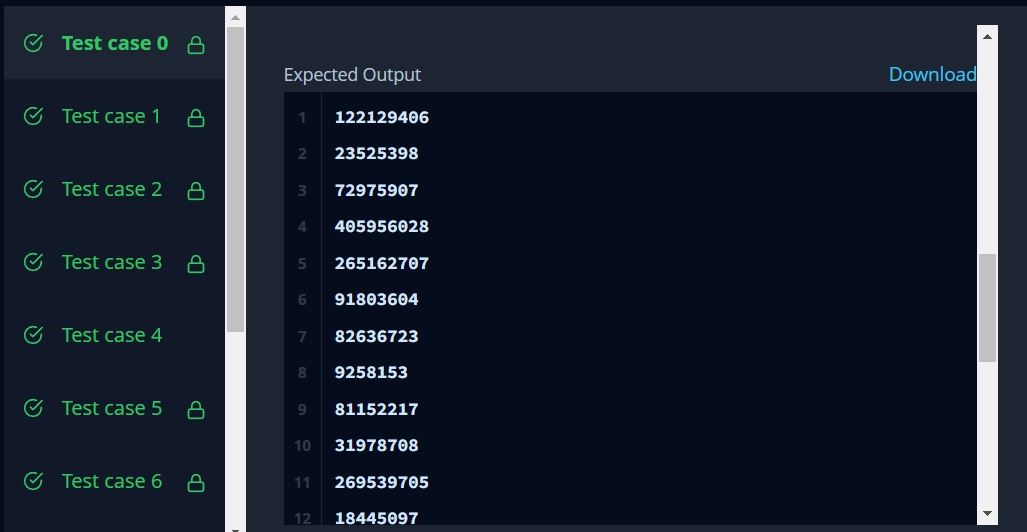 Test case 0
Test case 1
Test case 2
Test case 3
Test case 4
Test case 5
Test case 6
Expected Output
Download
1 122129406
2 23525398
3 72975907
4 405956028
5 265162707
6 91803604
7 82636723
8 9258153
9 81152217
10 31978708
11 269539705
12 18445097